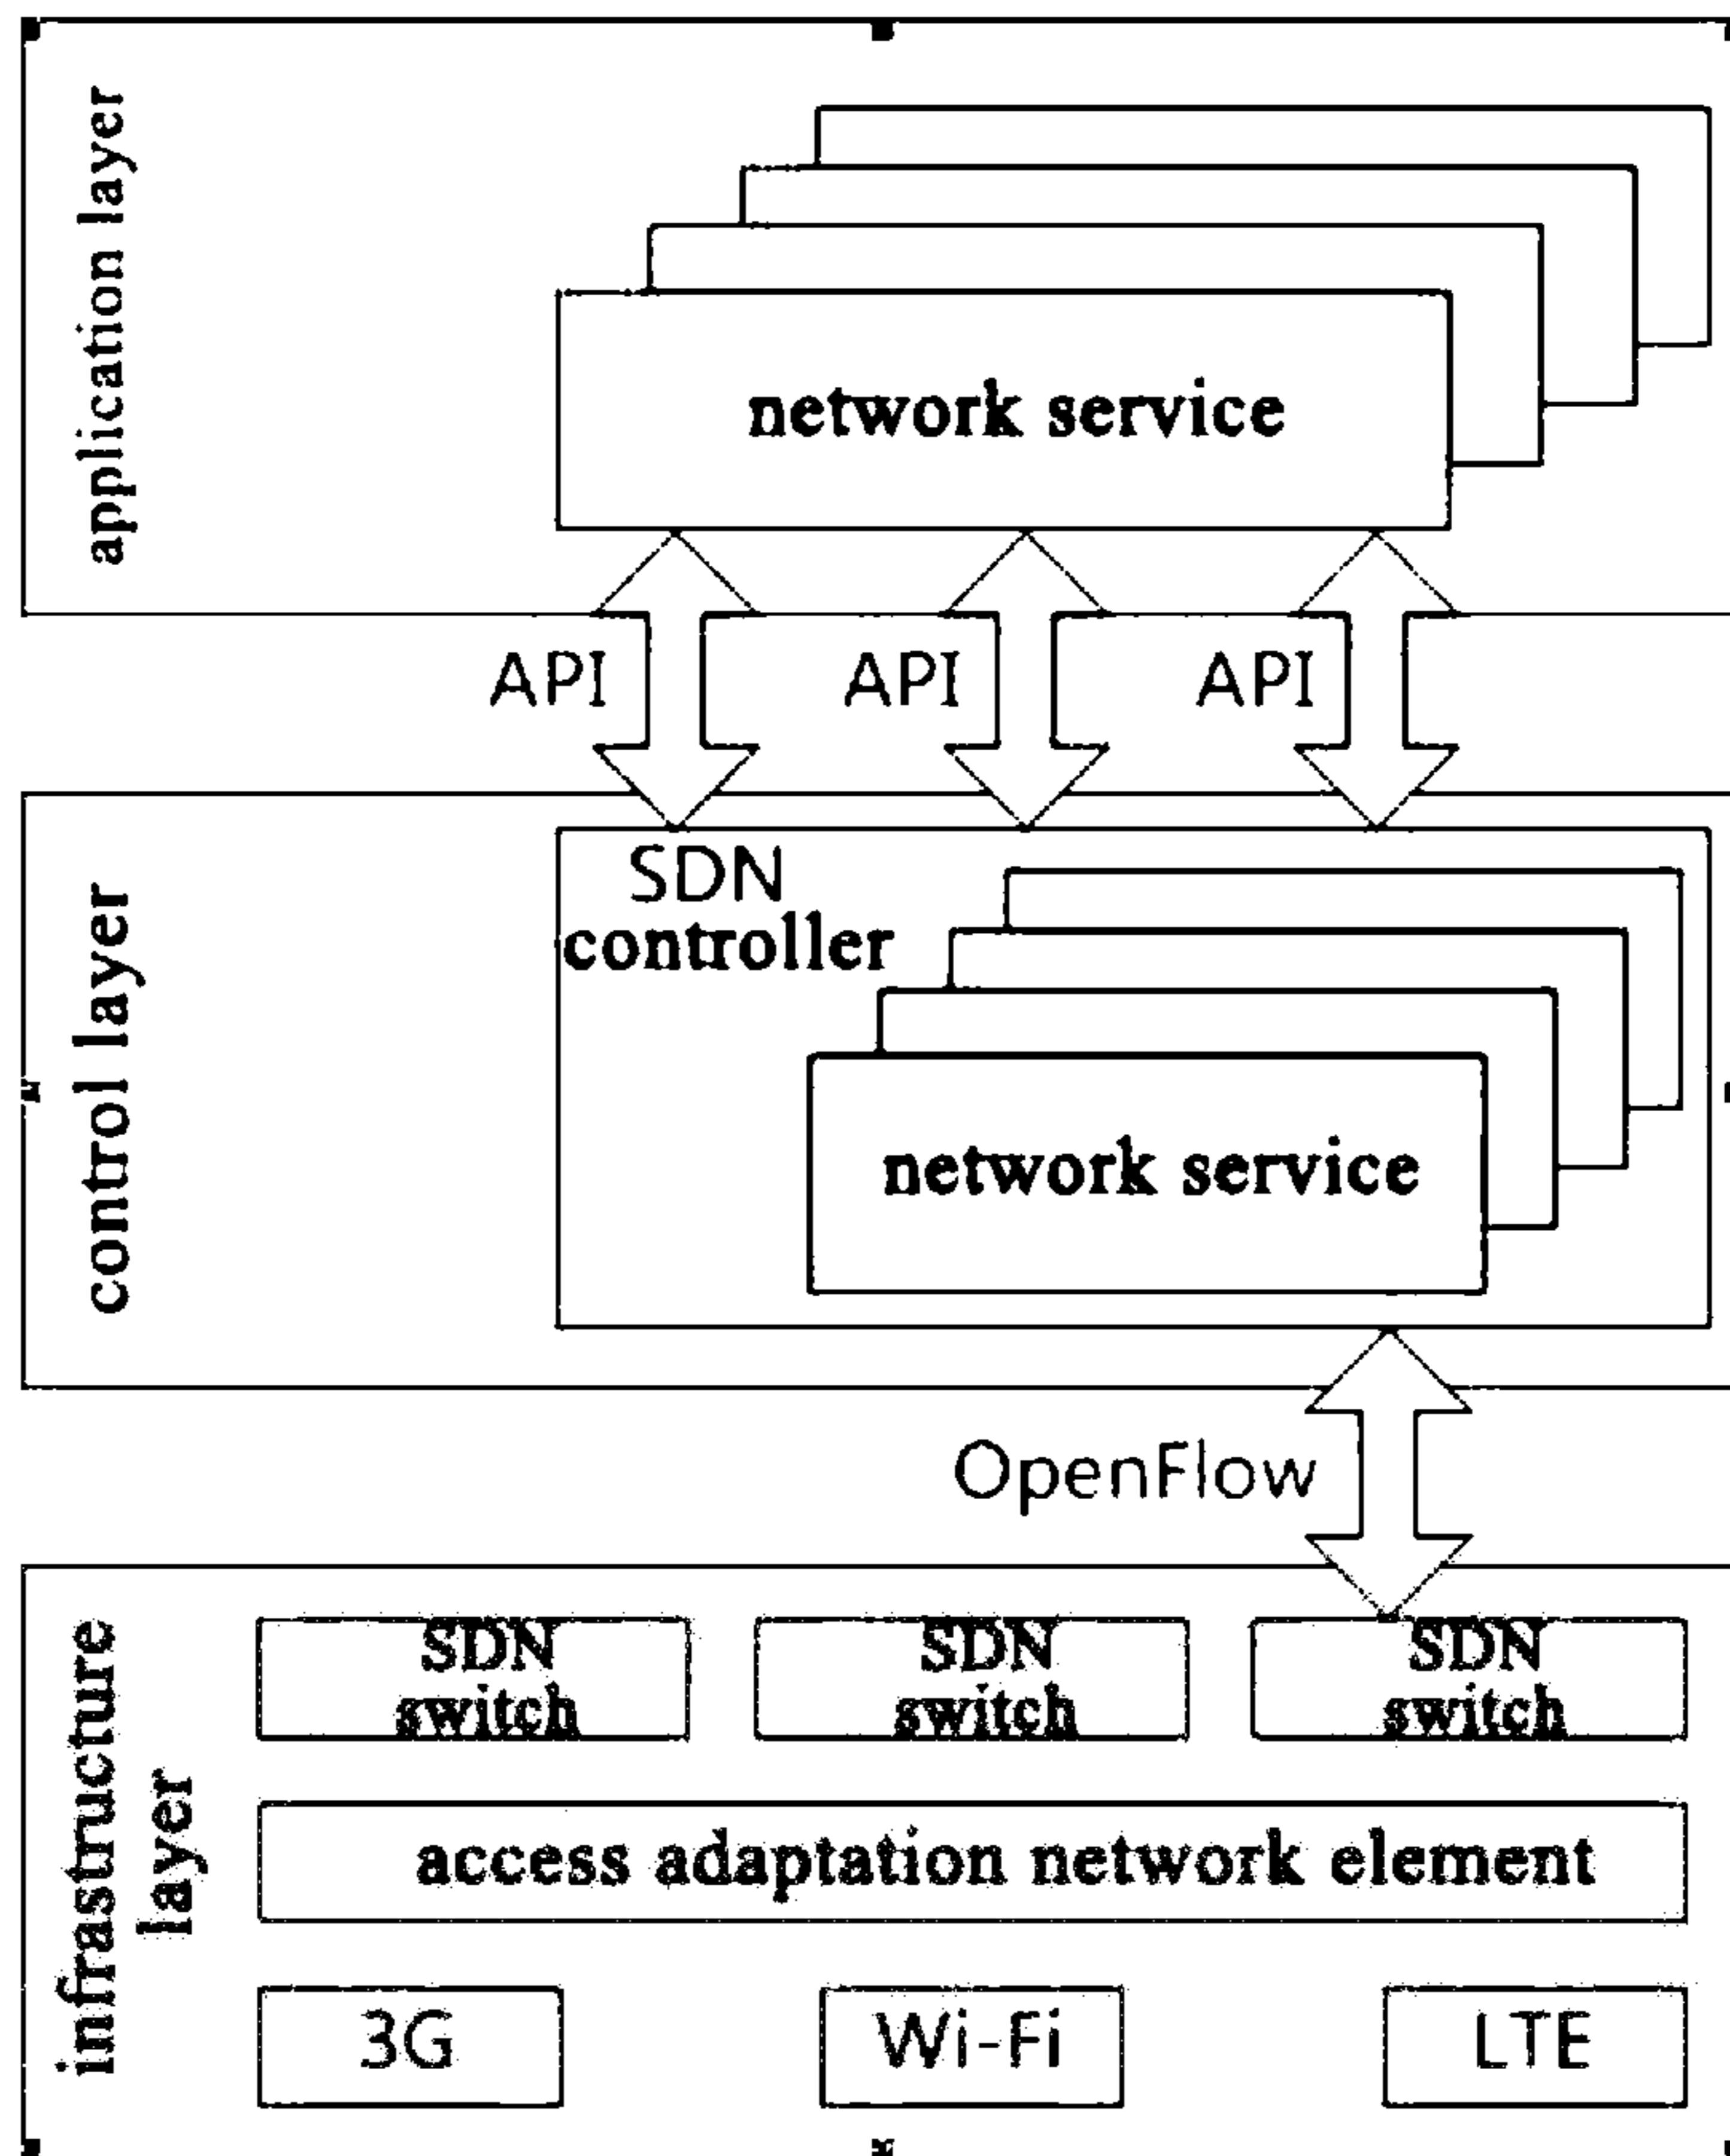 application layer
network service
API API API
control layer
SDN
controller
network service
OpenFlow
infrastructure
layer
SDN
switch
SDN
switch
SDN
switch
access adaptation network element
3G Wi-Fi LTE